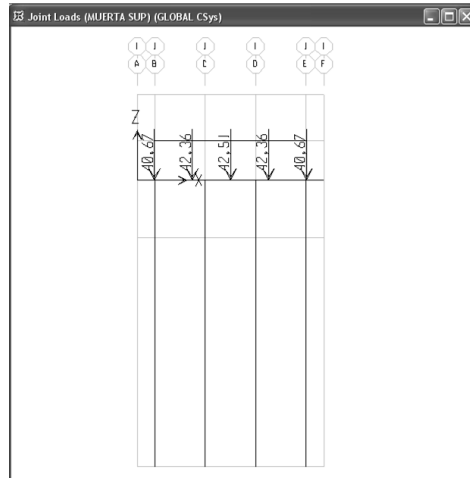 Joint Loads (MUERTA SUP) (GLOBAL CSys)
I J J I J I
A B C D E F
Z
40.67 42.36 42.51 42.36 40.67
X